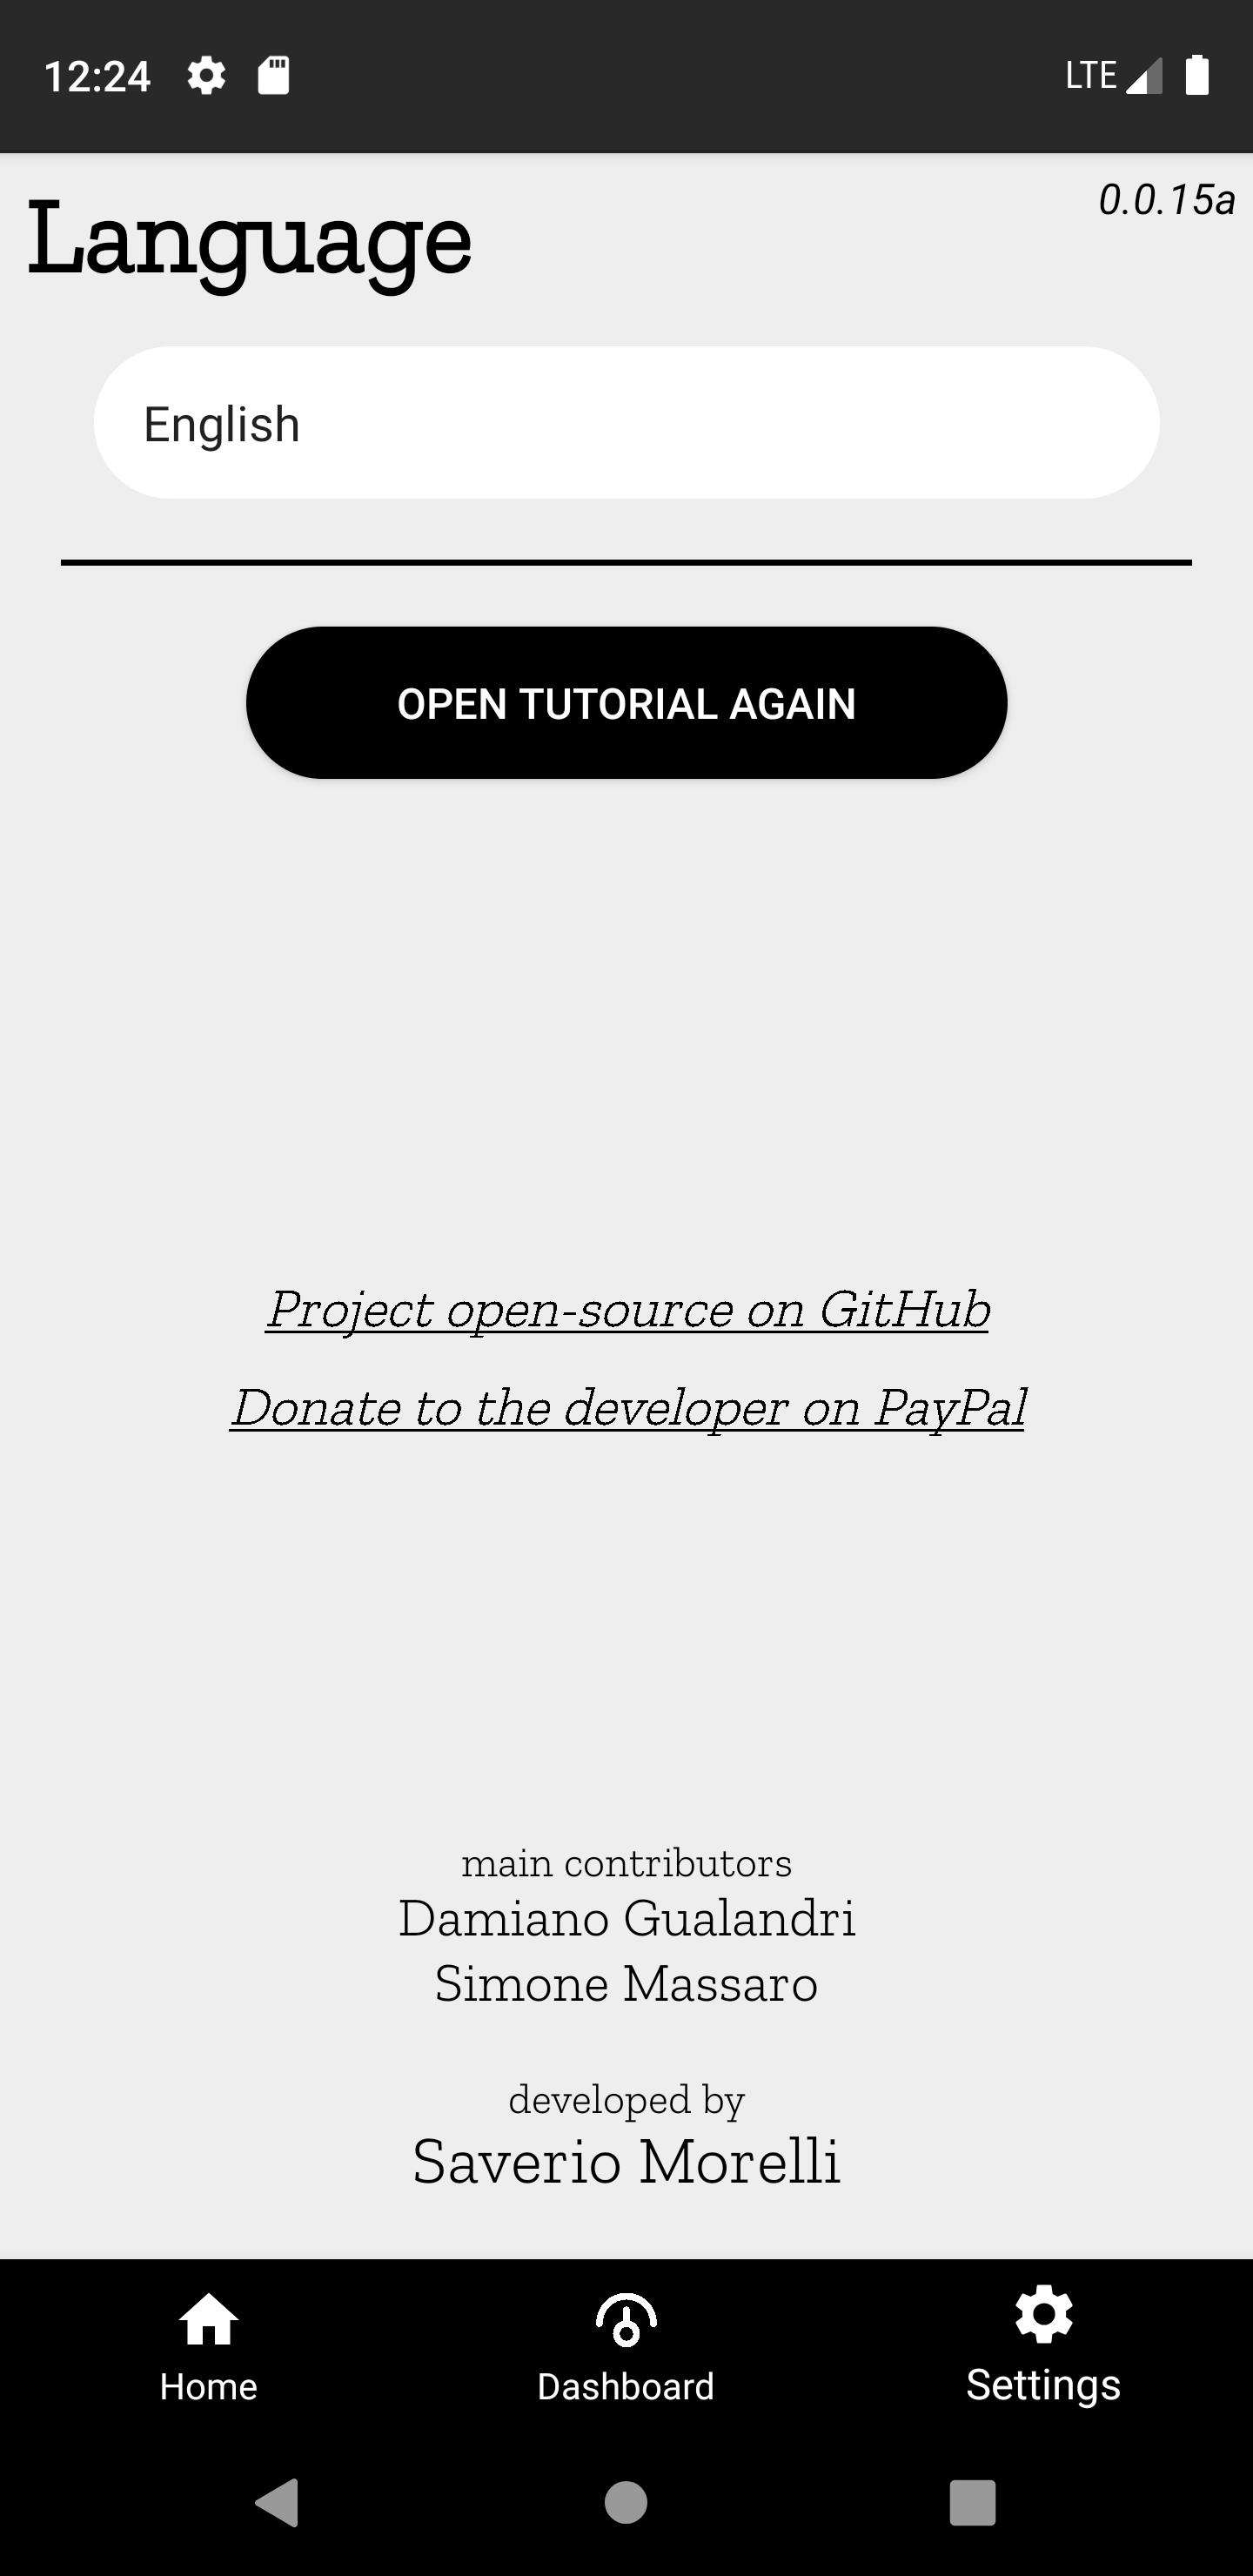 12:24
LTE
Language
0.0.15a
English
OPEN TUTORIAL AGAIN
Project open-source on GitHub
Donate to the developer on PayPal
main contributors
Damiano Gualandri
Simone Massaro
developed by
Saverio Morelli
Home
Dashboard
Settings